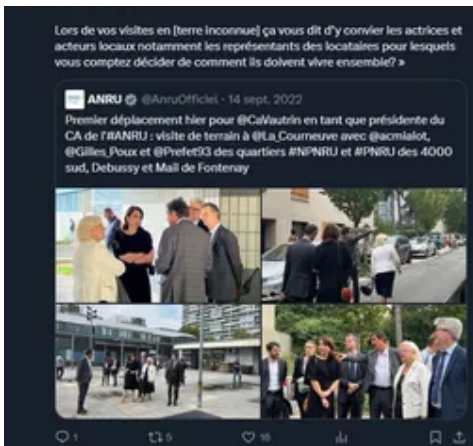 Lors de vos visites en [terre inconnue] ça vous dit d'y convier les actrices et
acteurs locaux notamment les représentants des locataires pour lesquels
vous comptez décider de comment ils doivent vivre ensemble? »
ANRU @AnruOfficiel · 14 sept. 2022
Premier déplacement hier pour @CaVautrin en tant que présidente du
CA de l'#ANRU : visite de terrain à @La_Courneuve avec @acmialot,
@Gilles_Poux et @Prefet93 des quartiers #NPNRU et #PNRU des 4000
sud, Debussy et Mail de Fontenay
1 5 16